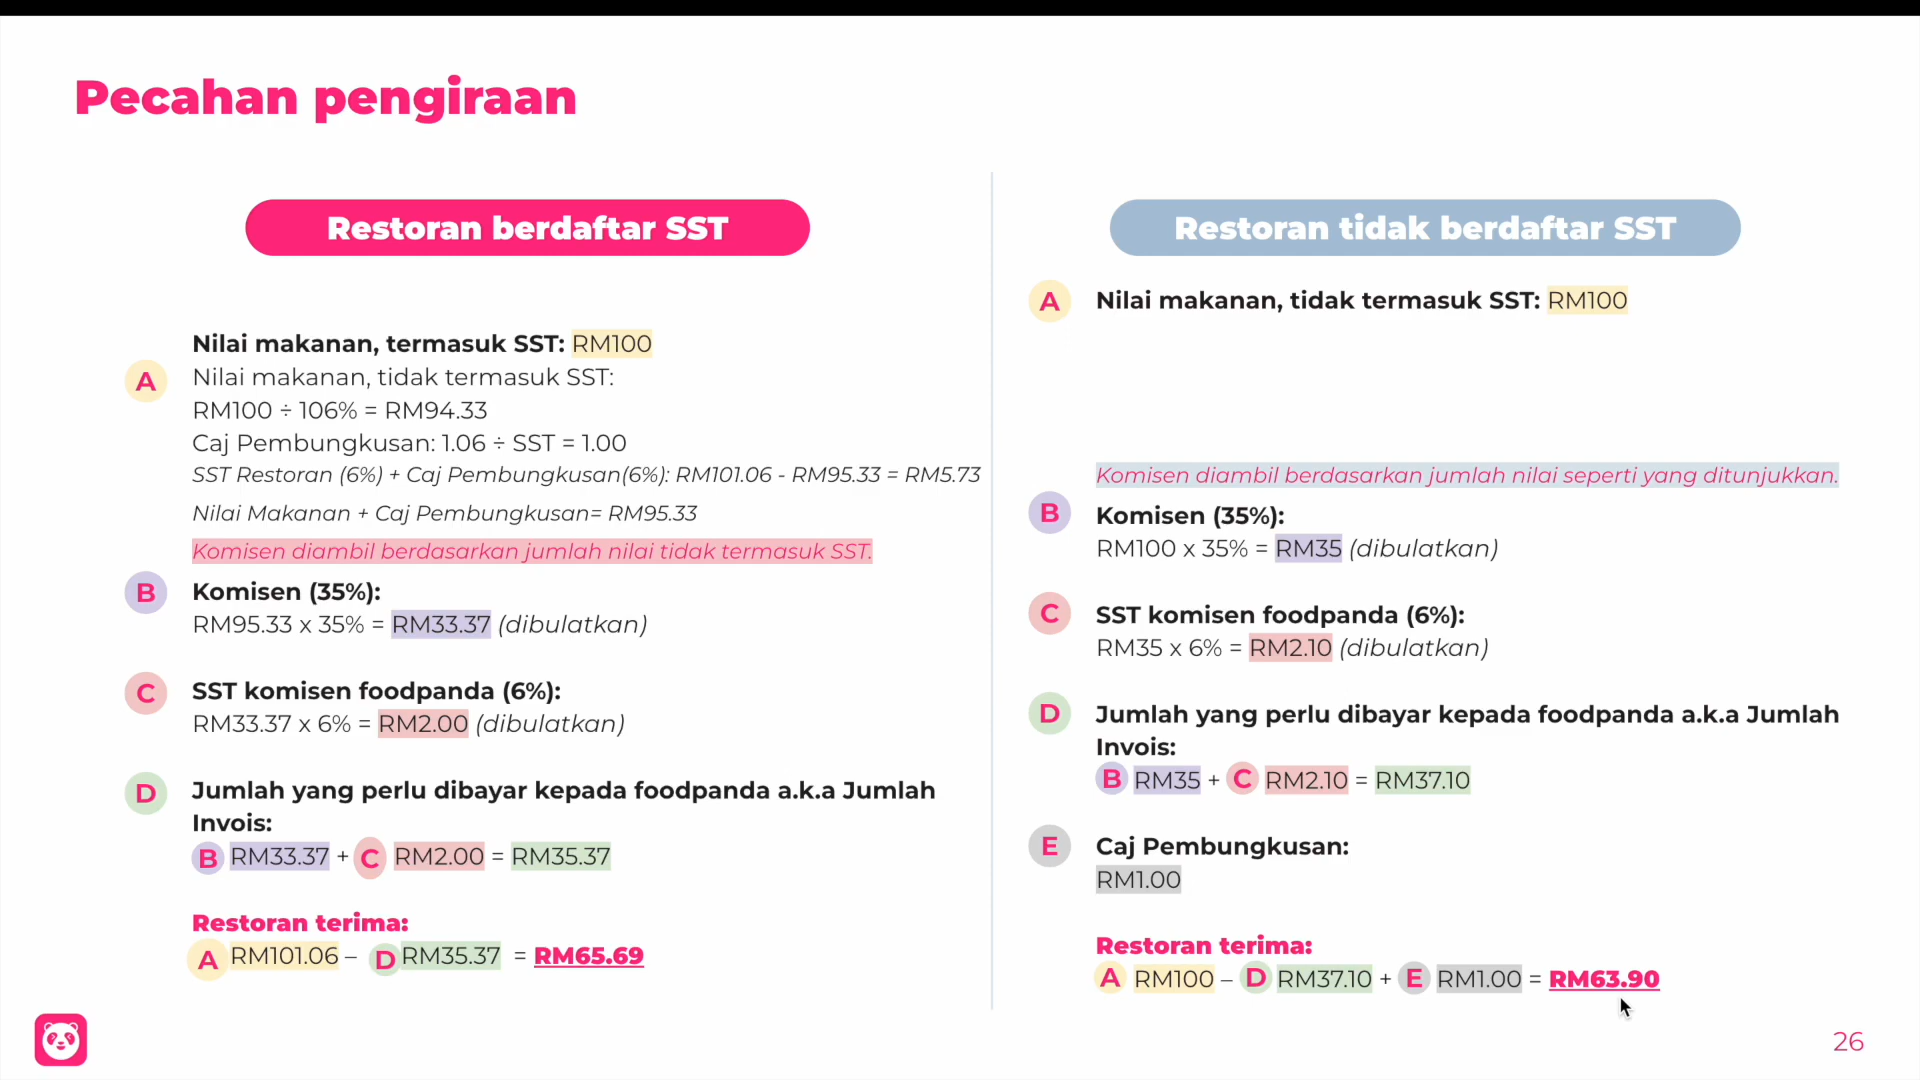 Pecahan pengiraan
Restoran berdaftar SST
Nilai makanan, termasuk SST: RM100
A
Nilai makanan, tidak termasuk SST:
RM100 ÷ 106% = RM94.33
Caj Pembungkusan: 1.06 ÷ SST = 1.00
SST Restoran (6%) + Caj Pembungkusan(6%): RM101.06 - RM95.33 = RM5.73
Nilai Makanan + Caj Pembungkusan= RM95.33
Komisen diambil berdasarkan jumlah nilai tidak termasuk SST.
B Komisen (35%):
RM95.33 x 35% = RM33.37 (dibulatkan)
C SST komisen foodpanda (6%):
RM33.37 x 6% = RM2.00 (dibulatkan)
D Jumlah yang perlu dibayar kepada foodpanda a.k.a Jumlah
Invois:
B RM33.37 + C RM2.00 = RM35.37
Restoran terima:
A RM101.06 – D RM35.37 = RM65.69
Restoran tidak berdaftar SST
A Nilai makanan, tidak termasuk SST: RM100
Komisen diambil berdasarkan jumlah nilai seperti yang ditunjukkan.
B Komisen (35%):
RM100 x 35% = RM35 (dibulatkan)
C SST komisen foodpanda (6%):
RM35 x 6% = RM2.10 (dibulatkan)
D Jumlah yang perlu dibayar kepada foodpanda a.k.a Jumlah
Invois:
B RM35 + C RM2.10 = RM37.10
E Caj Pembungkusan:
RM1.00
Restoran terima:
A RM100 – D RM37.10 + E RM1.00 = RM63.90
26